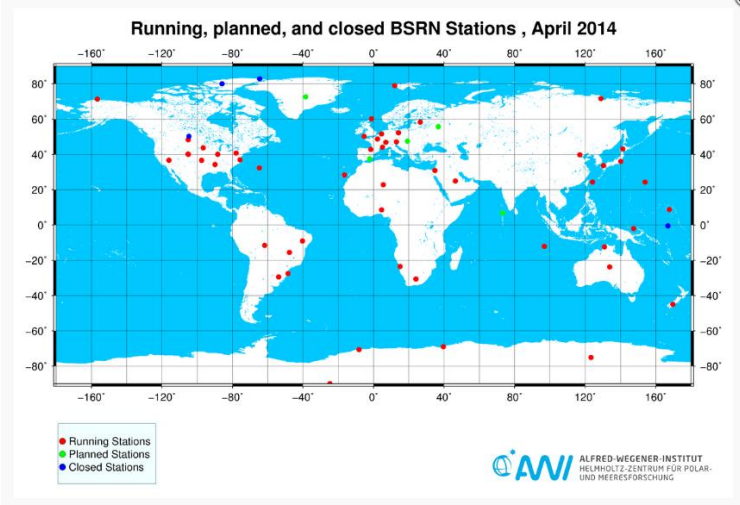 Running, planned, and closed BSRN Stations , April 2014
−160˚ −120˚ −80˚ −40˚ 0˚ 40˚ 80˚ 120˚ 160˚
80˚ 80˚
60˚ 60˚
40˚ 40˚
20˚ 20˚
0˚ 0˚
−20˚ −20˚
−40˚ −40˚
−60˚ −60˚
−80˚ −80˚
−160˚ −120˚ −80˚ −40˚ 0˚ 40˚ 80˚ 120˚ 160˚
Running Stations
Planned Stations
Closed Stations
AWI
ALFRED-WEGENER-INSTITUT
HELMHOLTZ-ZENTRUM FÜR POLAR-
UND MEERESFORSCHUNG